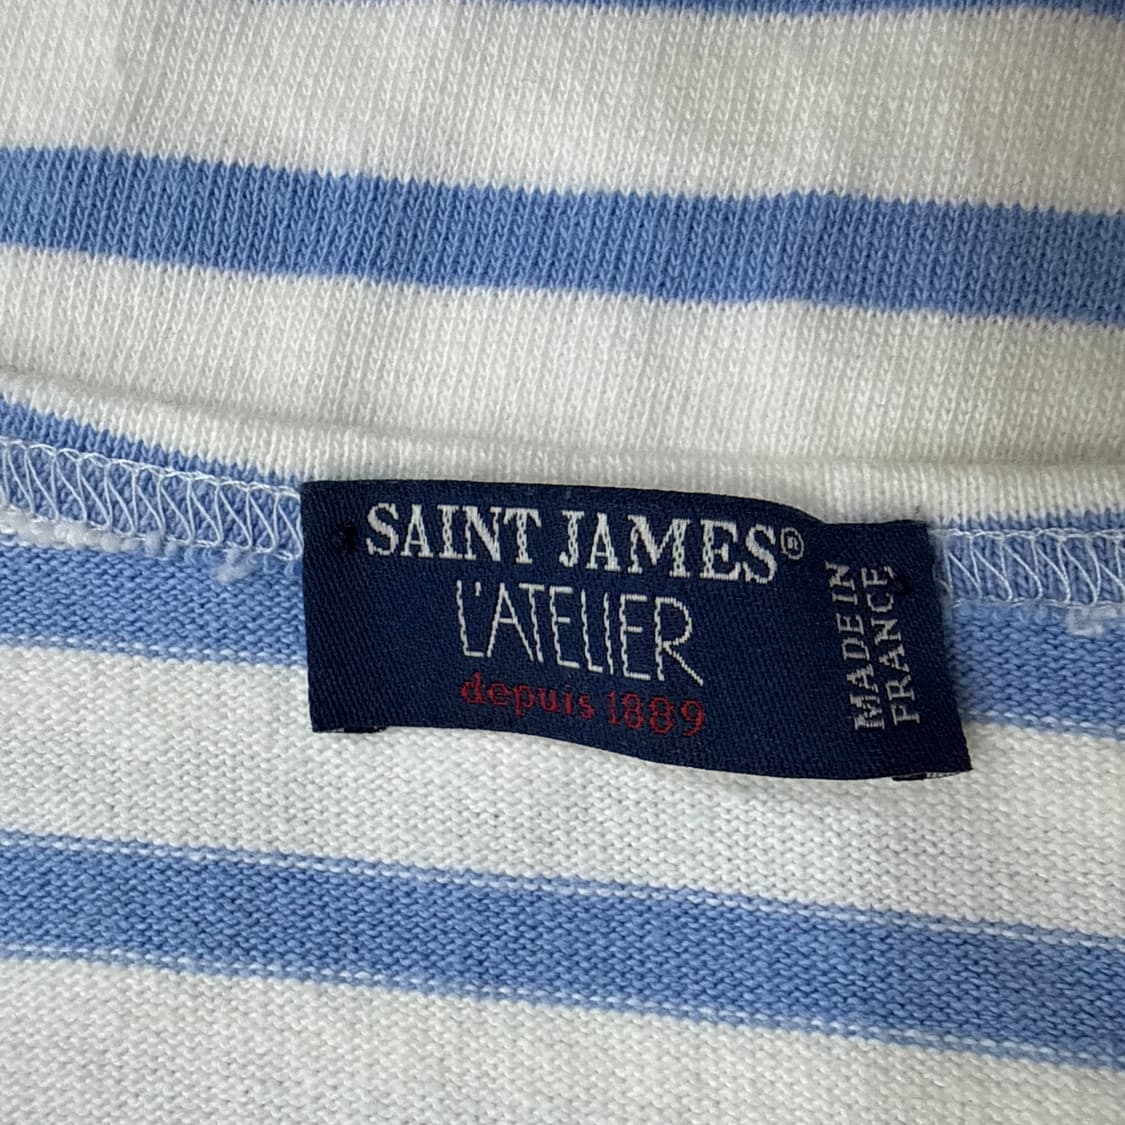 SAINT JAMES®
L'ATELIER
depuis 1889
MADE IN
FRANCE